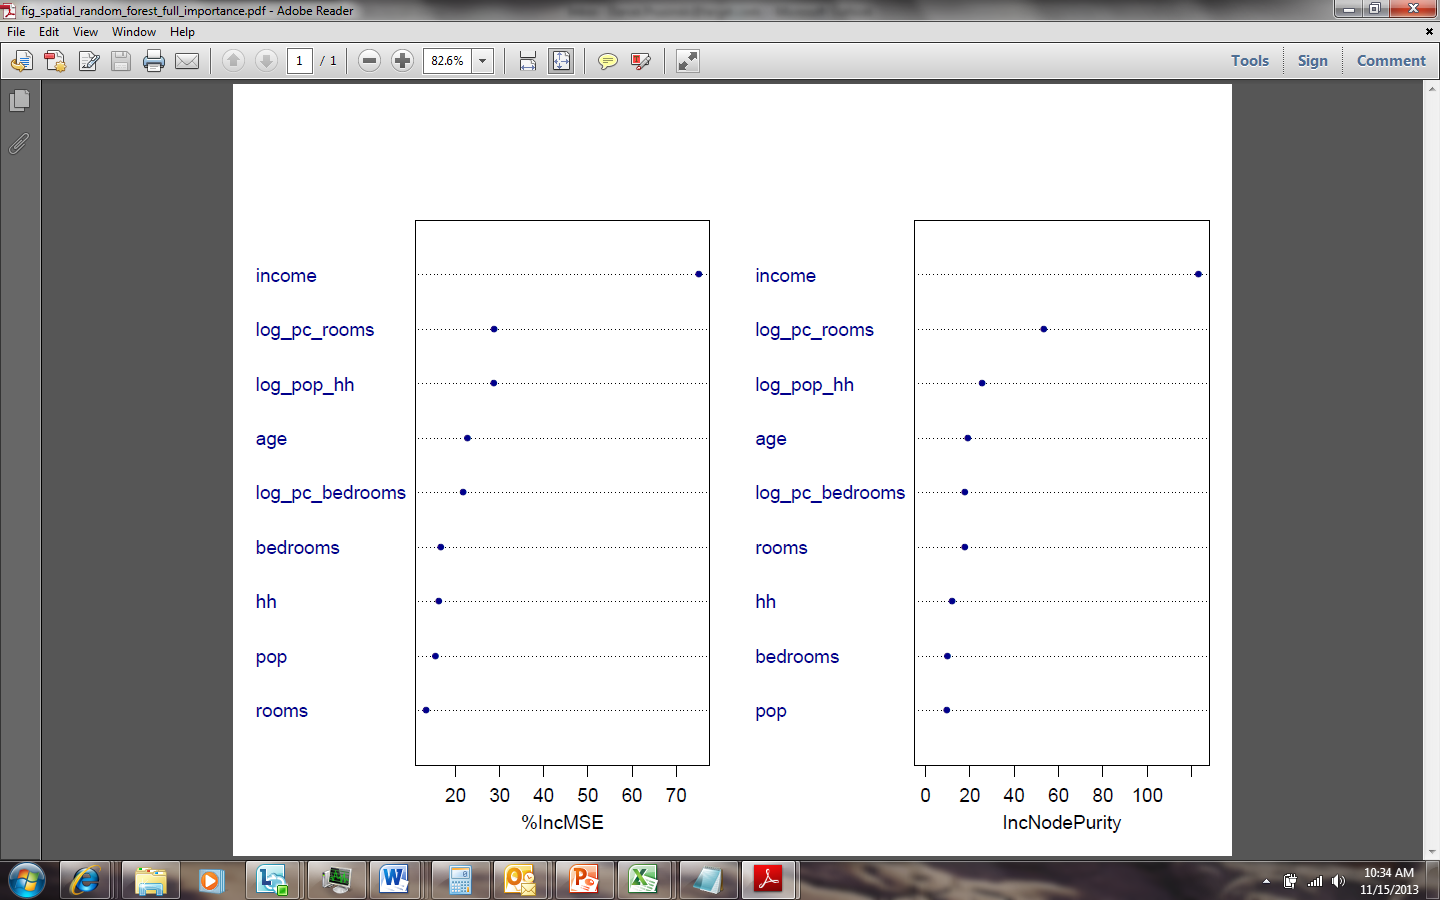 fig_spatial_random_forest_full_importance.pdf - Adobe Reader
File Edit View Window Help
1 / 1 82.6% Tools Sign Comment
income
log_pc_rooms
log_pop_hh
age
log_pc_bedrooms
bedrooms
hh
pop
rooms
20 30 40 50 60 70
%IncMSE
income
log_pc_rooms
log_pop_hh
age
log_pc_bedrooms
rooms
hh
bedrooms
pop
0 20 40 60 80 100
IncNodePurity
10:34 AM
11/15/2013